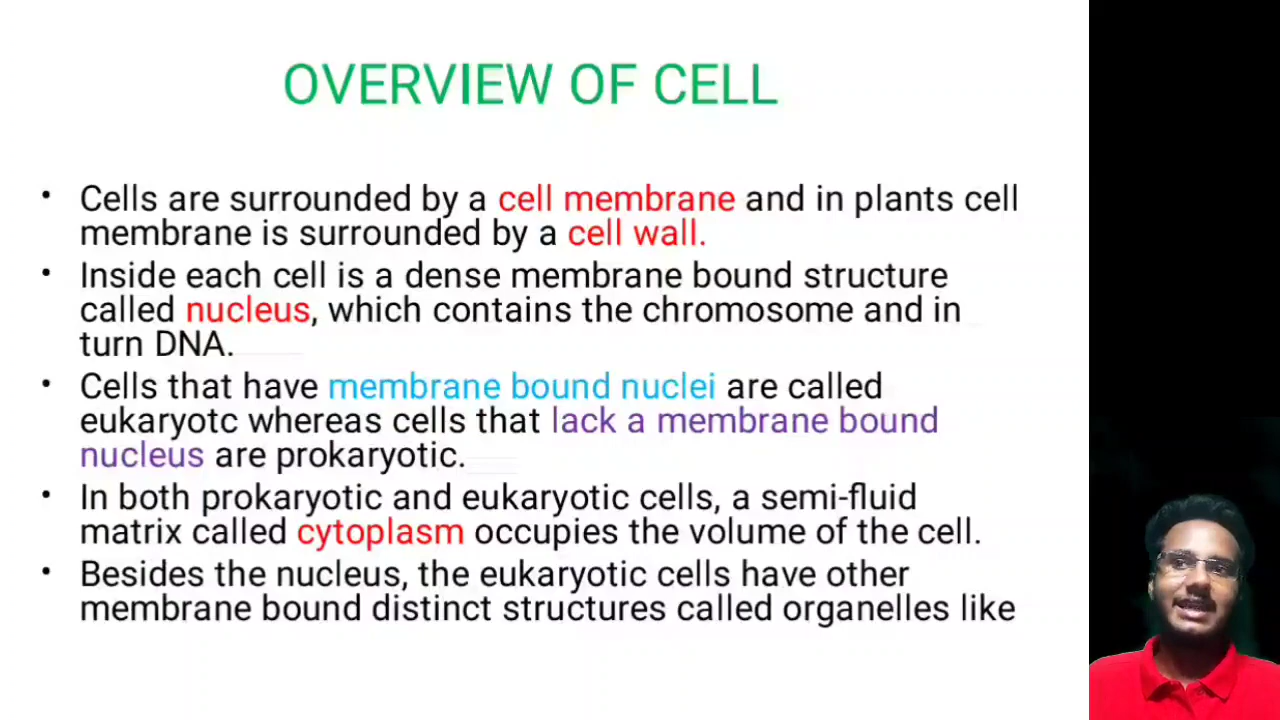 OVERVIEW OF CELL
• Cells are surrounded by a cell membrane and in plants cell
membrane is surrounded by a cell wall.
• Inside each cell is a dense membrane bound structure
called nucleus, which contains the chromosome and in
turn DNA.
• Cells that have membrane bound nuclei are called
eukaryotc whereas cells that lack a membrane bound
nucleus are prokaryotic.
• In both prokaryotic and eukaryotic cells, a semi-fluid
matrix called cytoplasm occupies the volume of the cell.
• Besides the nucleus, the eukaryotic cells have other
membrane bound distinct structures called organelles like